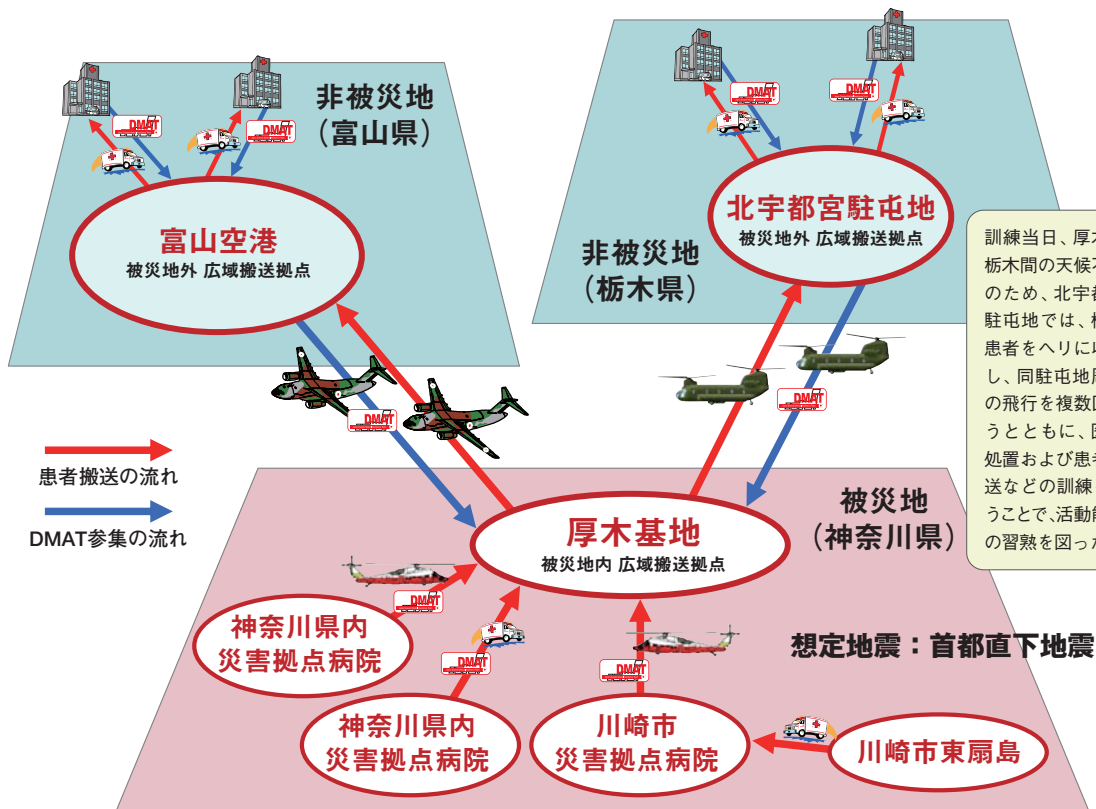 非被災地
（富山県）
DMAT
DMAT
富山空港
被災地外 広域搬送拠点
DMAT
DMAT
北宇都宮駐屯地
被災地外 広域搬送拠点
非被災地
（栃木県）
訓練当日、厚
栃木間の天候
のため、北宇
駐屯地では、
患者をヘリに
し、同駐屯地
の飛行を複数
うとともに、
処置および患
送などの訓練
うことで、活動
の習熟を図っ
DMAT
DMAT
患者搬送の流れ
DMAT参集の流れ
被災地
（神奈川県）
厚木基地
被災地内 広域搬送拠点
DMAT
神奈川県内
災害拠点病院
DMAT
神奈川県内
災害拠点病院
DMAT
川崎市
災害拠点病院
川崎市東扇島
想定地震：首都直下地震